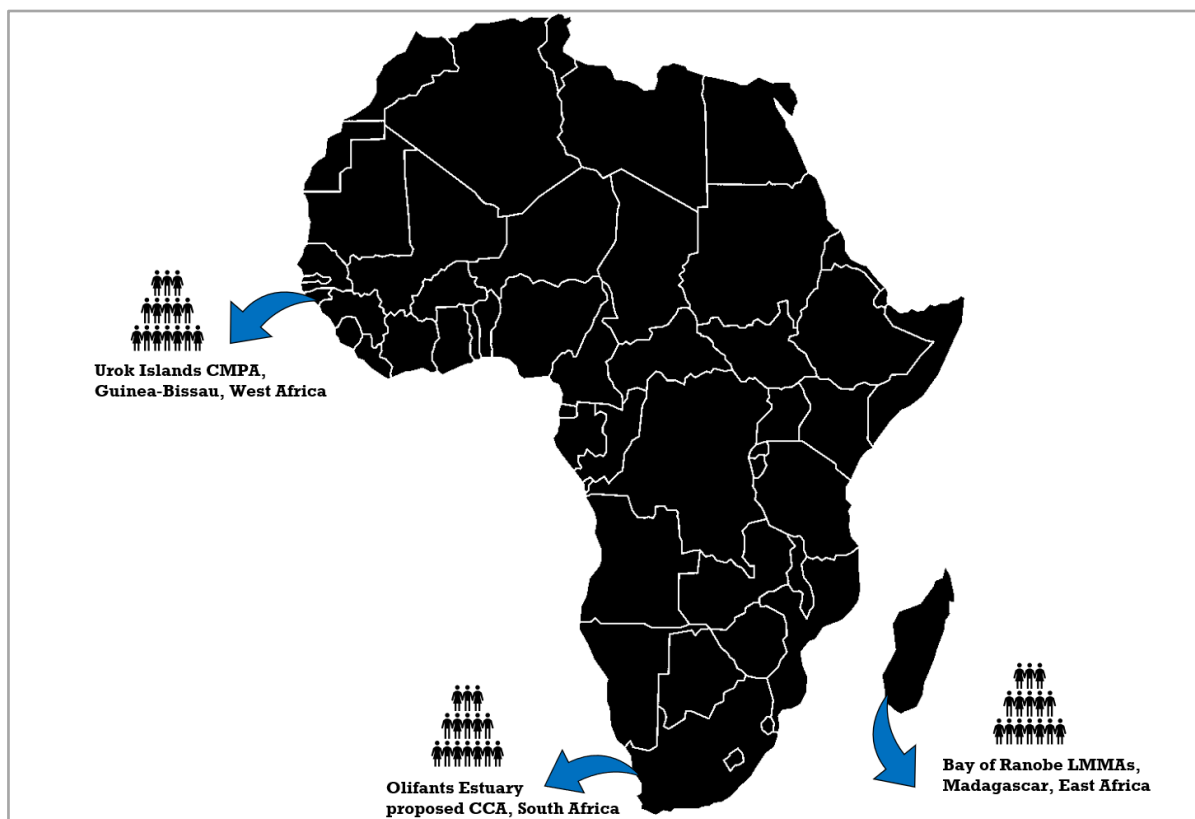 Urok Islands CMPA,
Guinea-Bissau, West Africa
Olifants Estuary
proposed CCA, South Africa
Bay of Ranobe LMMAs,
Madagascar, East Africa